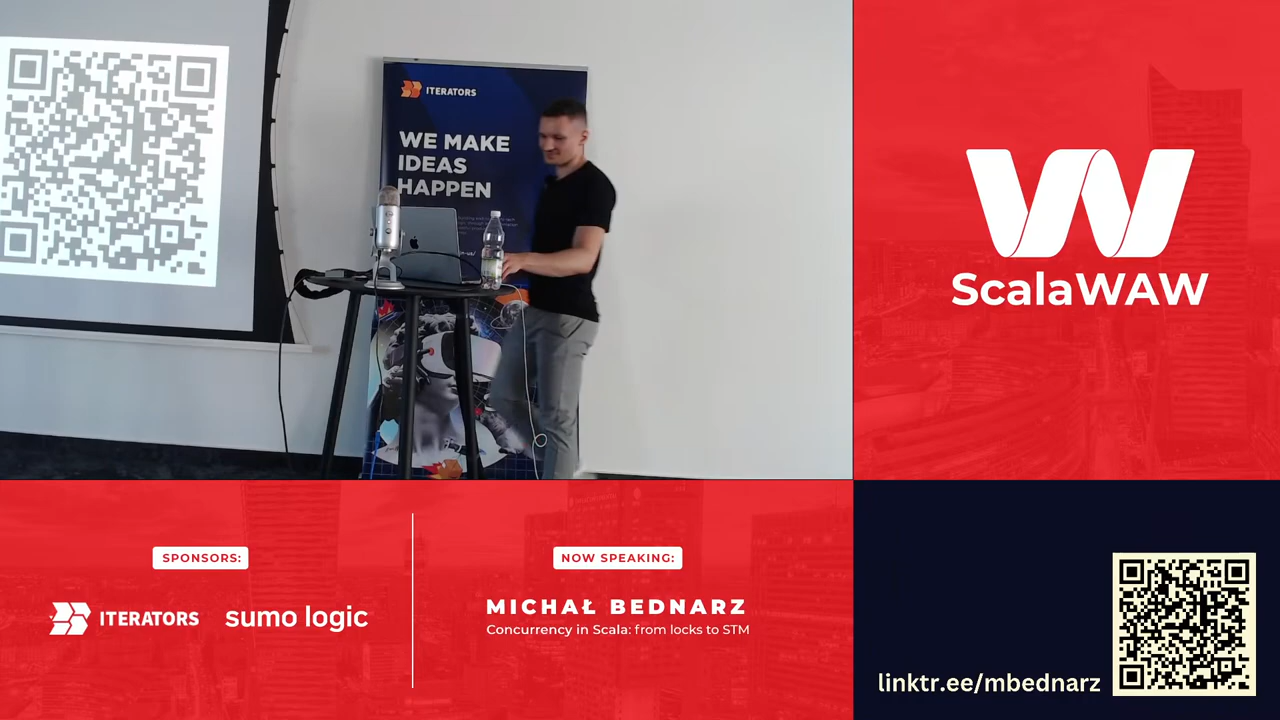 ITERATORS
WE MAKE
IDEAS
HAPPEN
ScalaWAW
SPONSORS:
ITERATORS
sumo logic
NOW SPEAKING:
MICHAŁ BEDNARZ
Concurrency in Scala: from locks to STM
linktr.ee/mbednarz